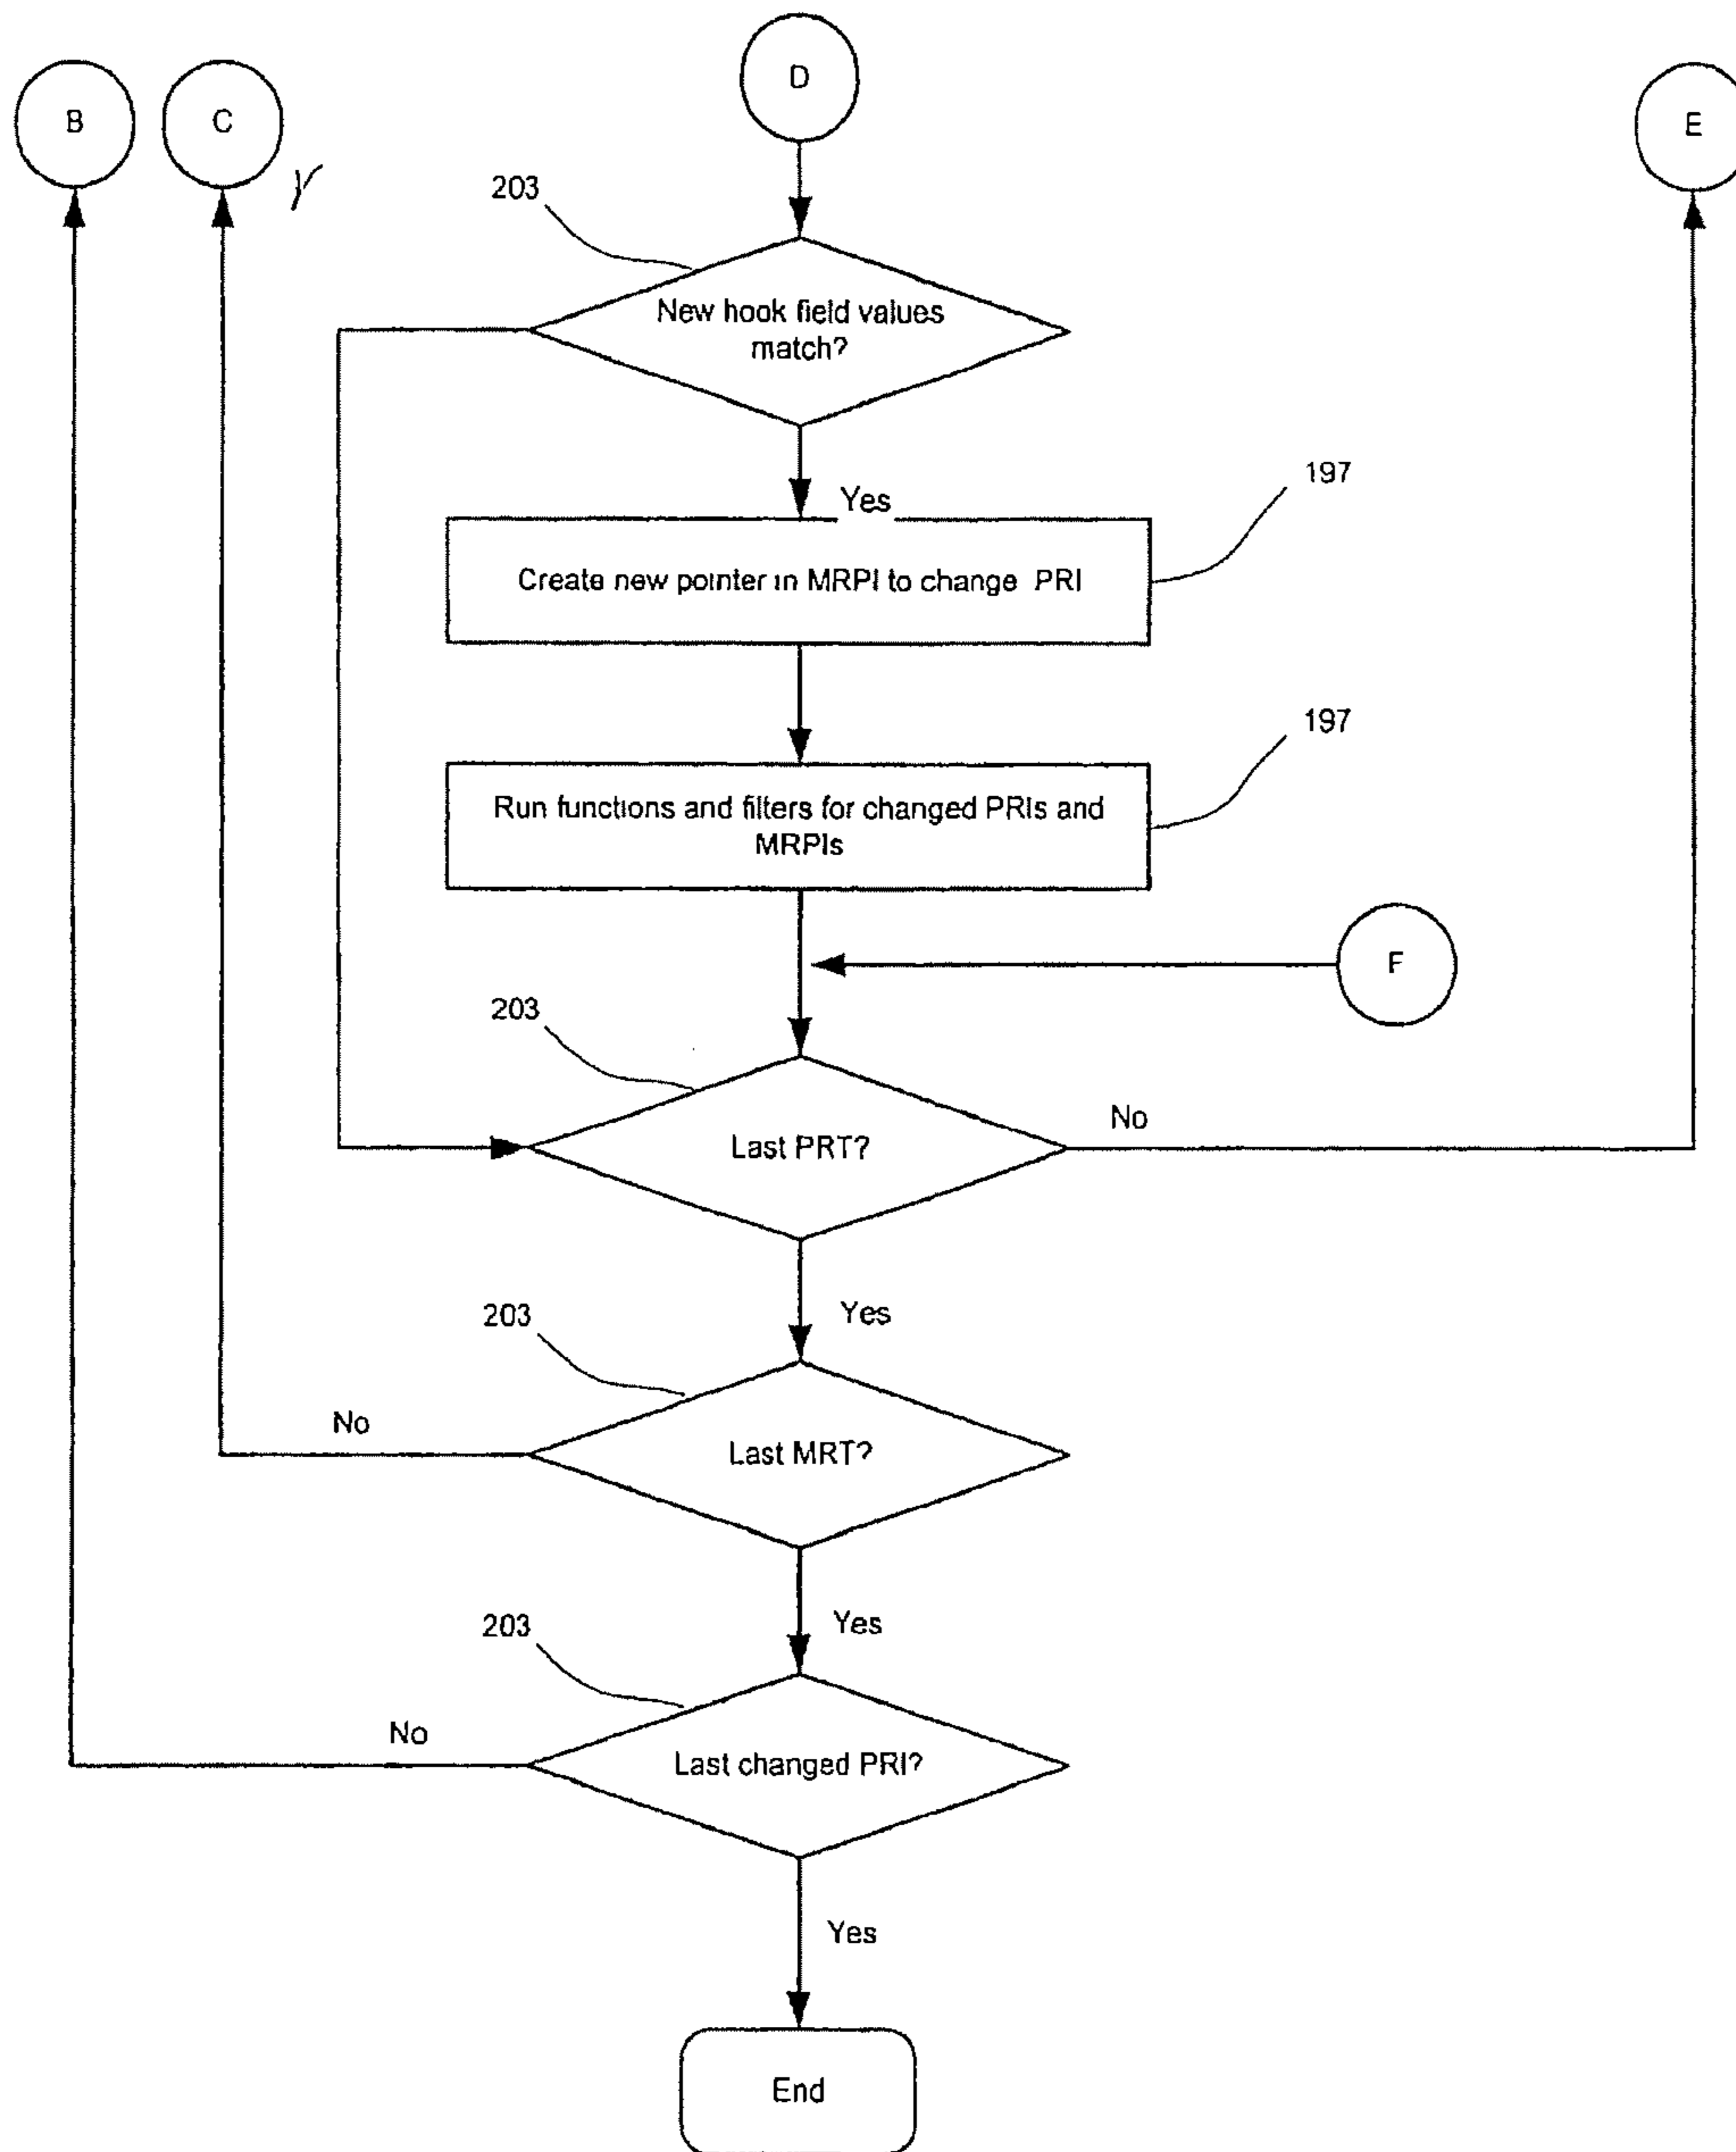 D
B
C
E
203
New hook field values
match?
Yes
197
Create new pointer in MRPI to change PRI
197
Run functions and filters for changed PRIs and
MRPIs
F
203
Last PRT?
No
Yes
203
Last MRT?
No
Yes
203
Last changed PRI?
No
Yes
End